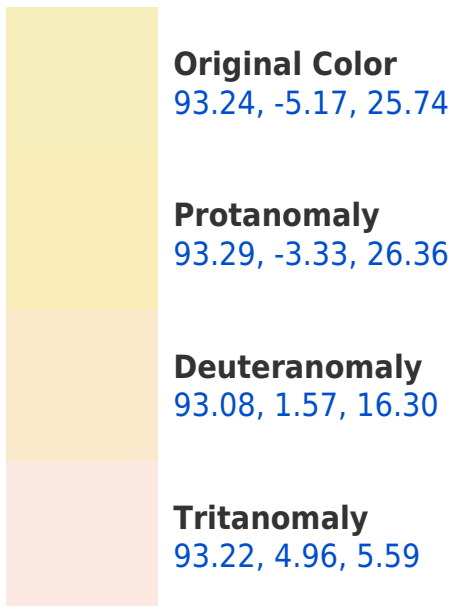 Original Color
93.24, -5.17, 25.74
Protanomaly
93.29, -3.33, 26.36
Deuteranomaly
93.08, 1.57, 16.30
Tritanomaly
93.22, 4.96, 5.59